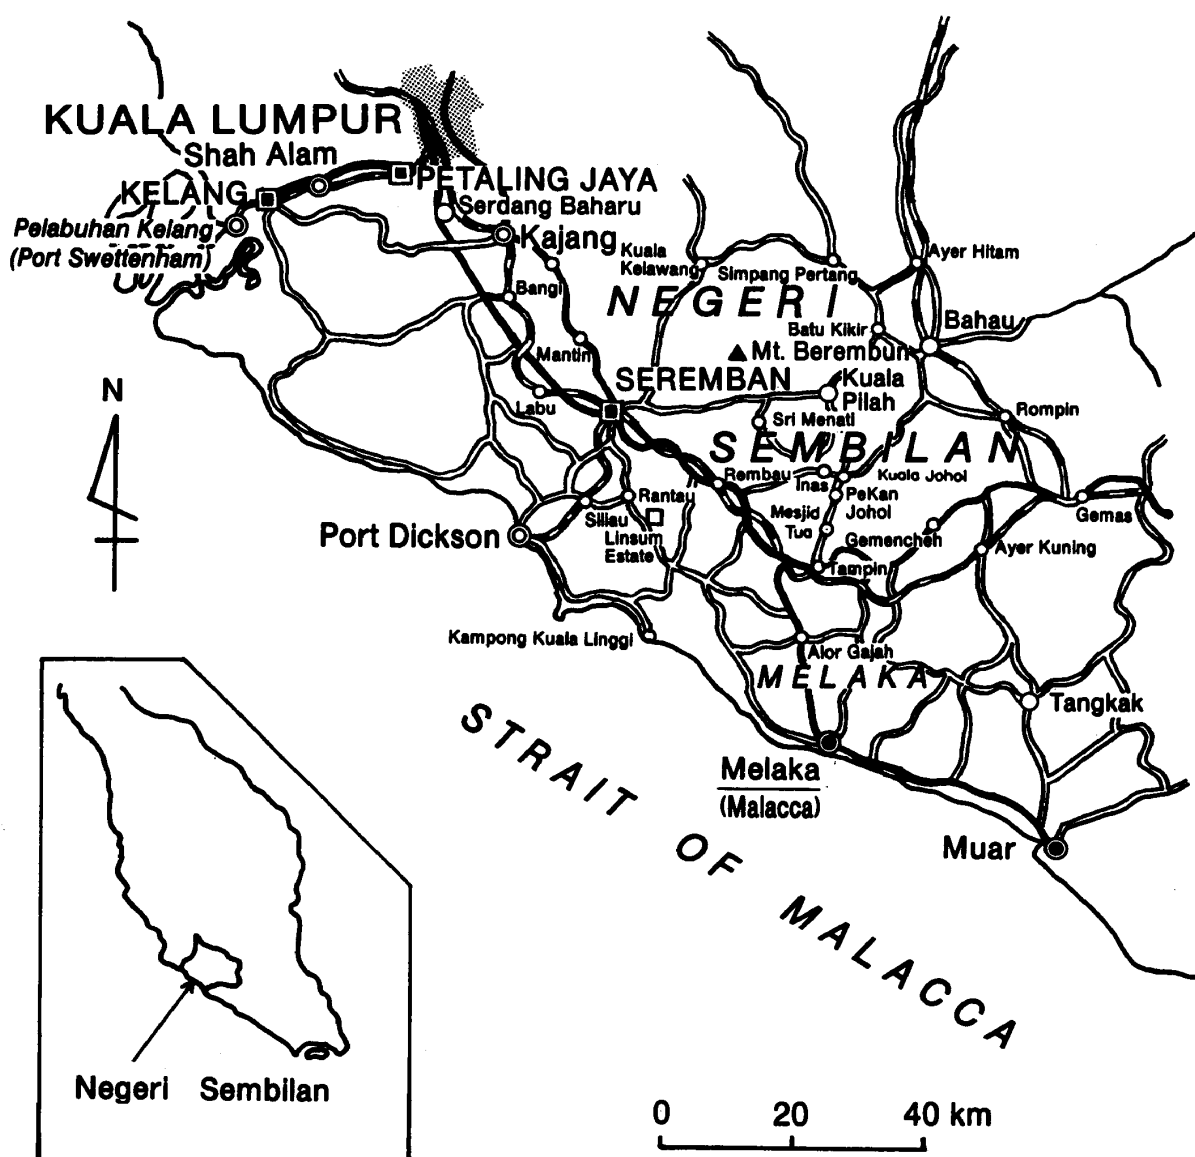 KUALA LUMPUR
Shah Alam
KELANG
PETALING JAYA
Pelabuhan Kelang
(Port Swettenham)
Serdang Baharu
Kajang
Kuala
Kelawang
Simpang Pertang
Ayer Hitam
Bangi
NEGERI
Batu Kikir
Bahau
Mantin
Mt. Berembun
N
SEREMBAN
Kuala
Pilah
Labu
Sri Menati
Rompin
SEMBILAN
Rembau
Inas
Kuala Johol
Rantau
PeKan
Johol
Siliau
Linsum
Estate
Mesjid
Tua
Gemencheh
Gemas
Port Dickson
Ayer Kuning
Tampin
Kampong Kuala Linggi
Alor Gajah
MELAKA
Tangkak
Melaka
(Malacca)
Muar
STRAIT OF MALACCA
Negeri Sembilan
0 20 40 km